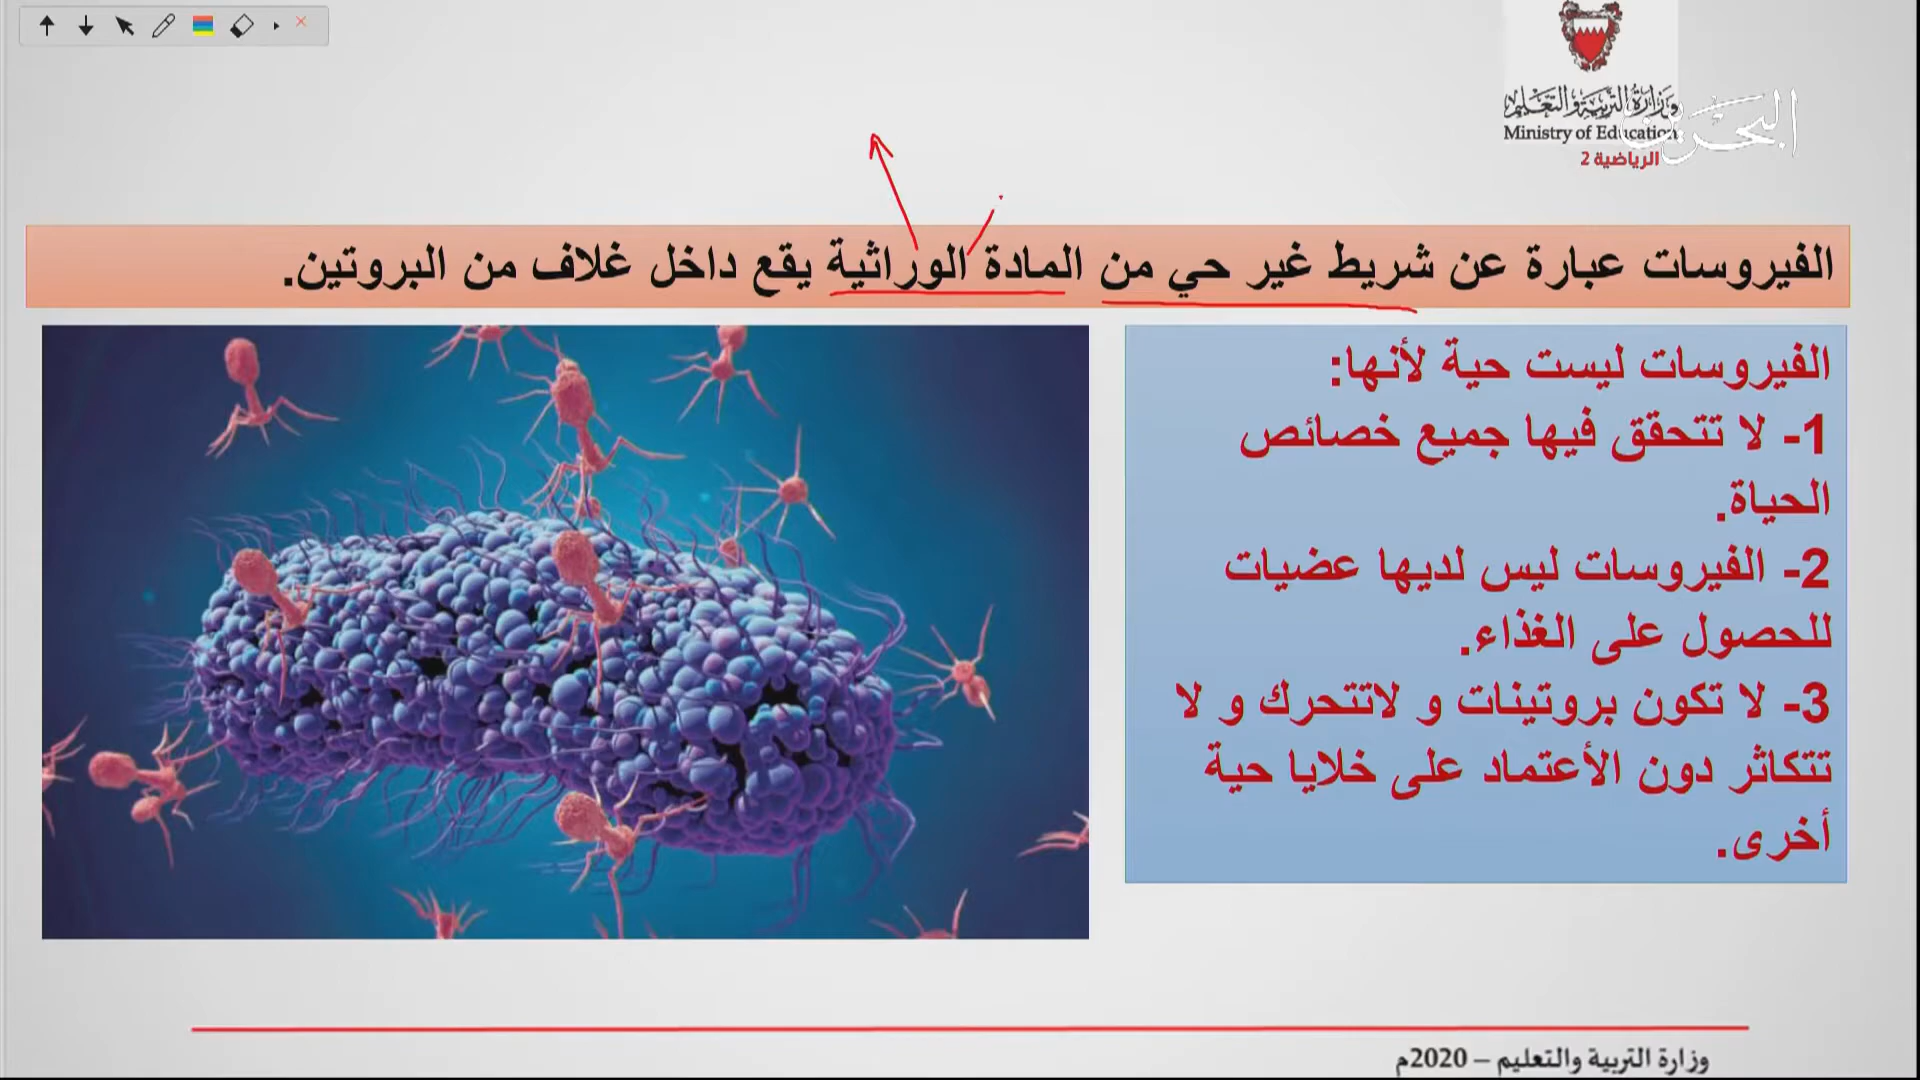 وزارة التربية والتعليم
Ministry of Education
البحرين
الرياضية 2
الفيروسات عبارة عن شريط غير حي من المادة الوراثية يقع داخل غلاف من البروتين.
الفيروسات ليست حية لأنها:
1- لا تتحقق فيها جميع خصائص
الحياة.
2- الفيروسات ليس لديها عضيات
للحصول على الغذاء.
3- لا تكون بروتينات و لاتتحرك و لا
تتكاثر دون الأعتماد على خلايا حية
أخرى.
وزارة التربية والتعليم – 2020م